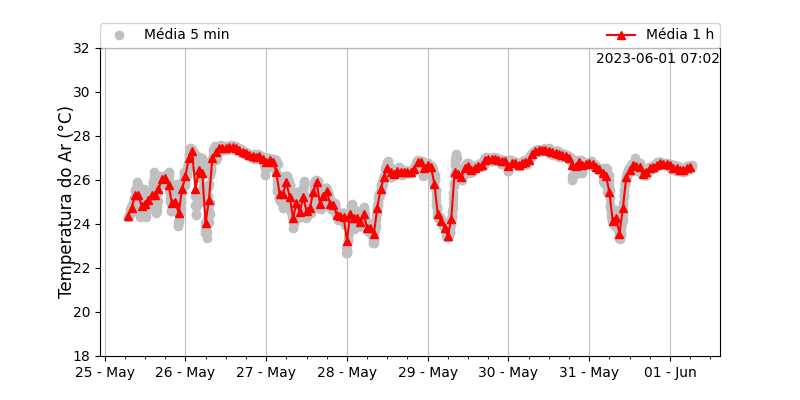 Média 5 min
Média 1 h
2023-06-01 07:02
Temperatura do Ar (°C)
32
30
28
26
24
22
20
18
25 - May
26 - May
27 - May
28 - May
29 - May
30 - May
31 - May
01 - Jun